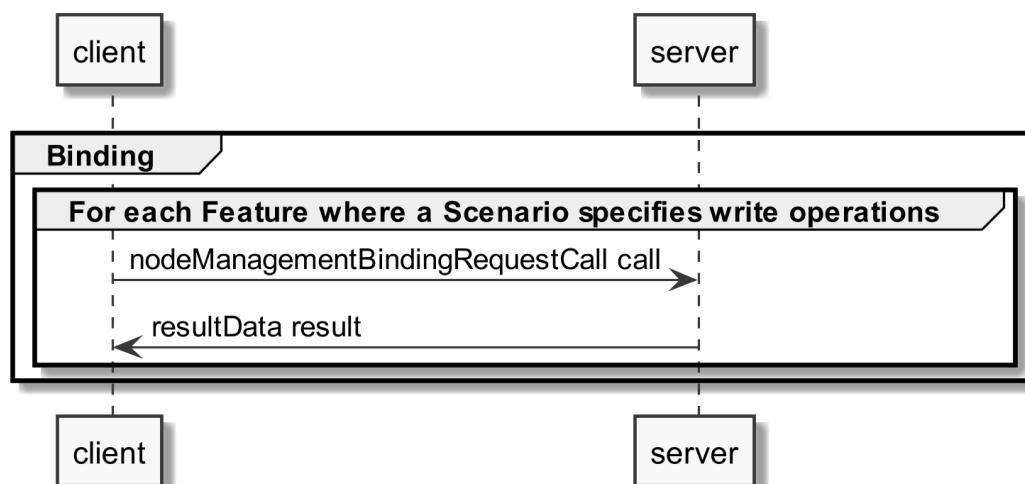 client
server
Binding
For each Feature where a Scenario specifies write operations
nodeManagementBindingRequestCall call
resultData result
client
server